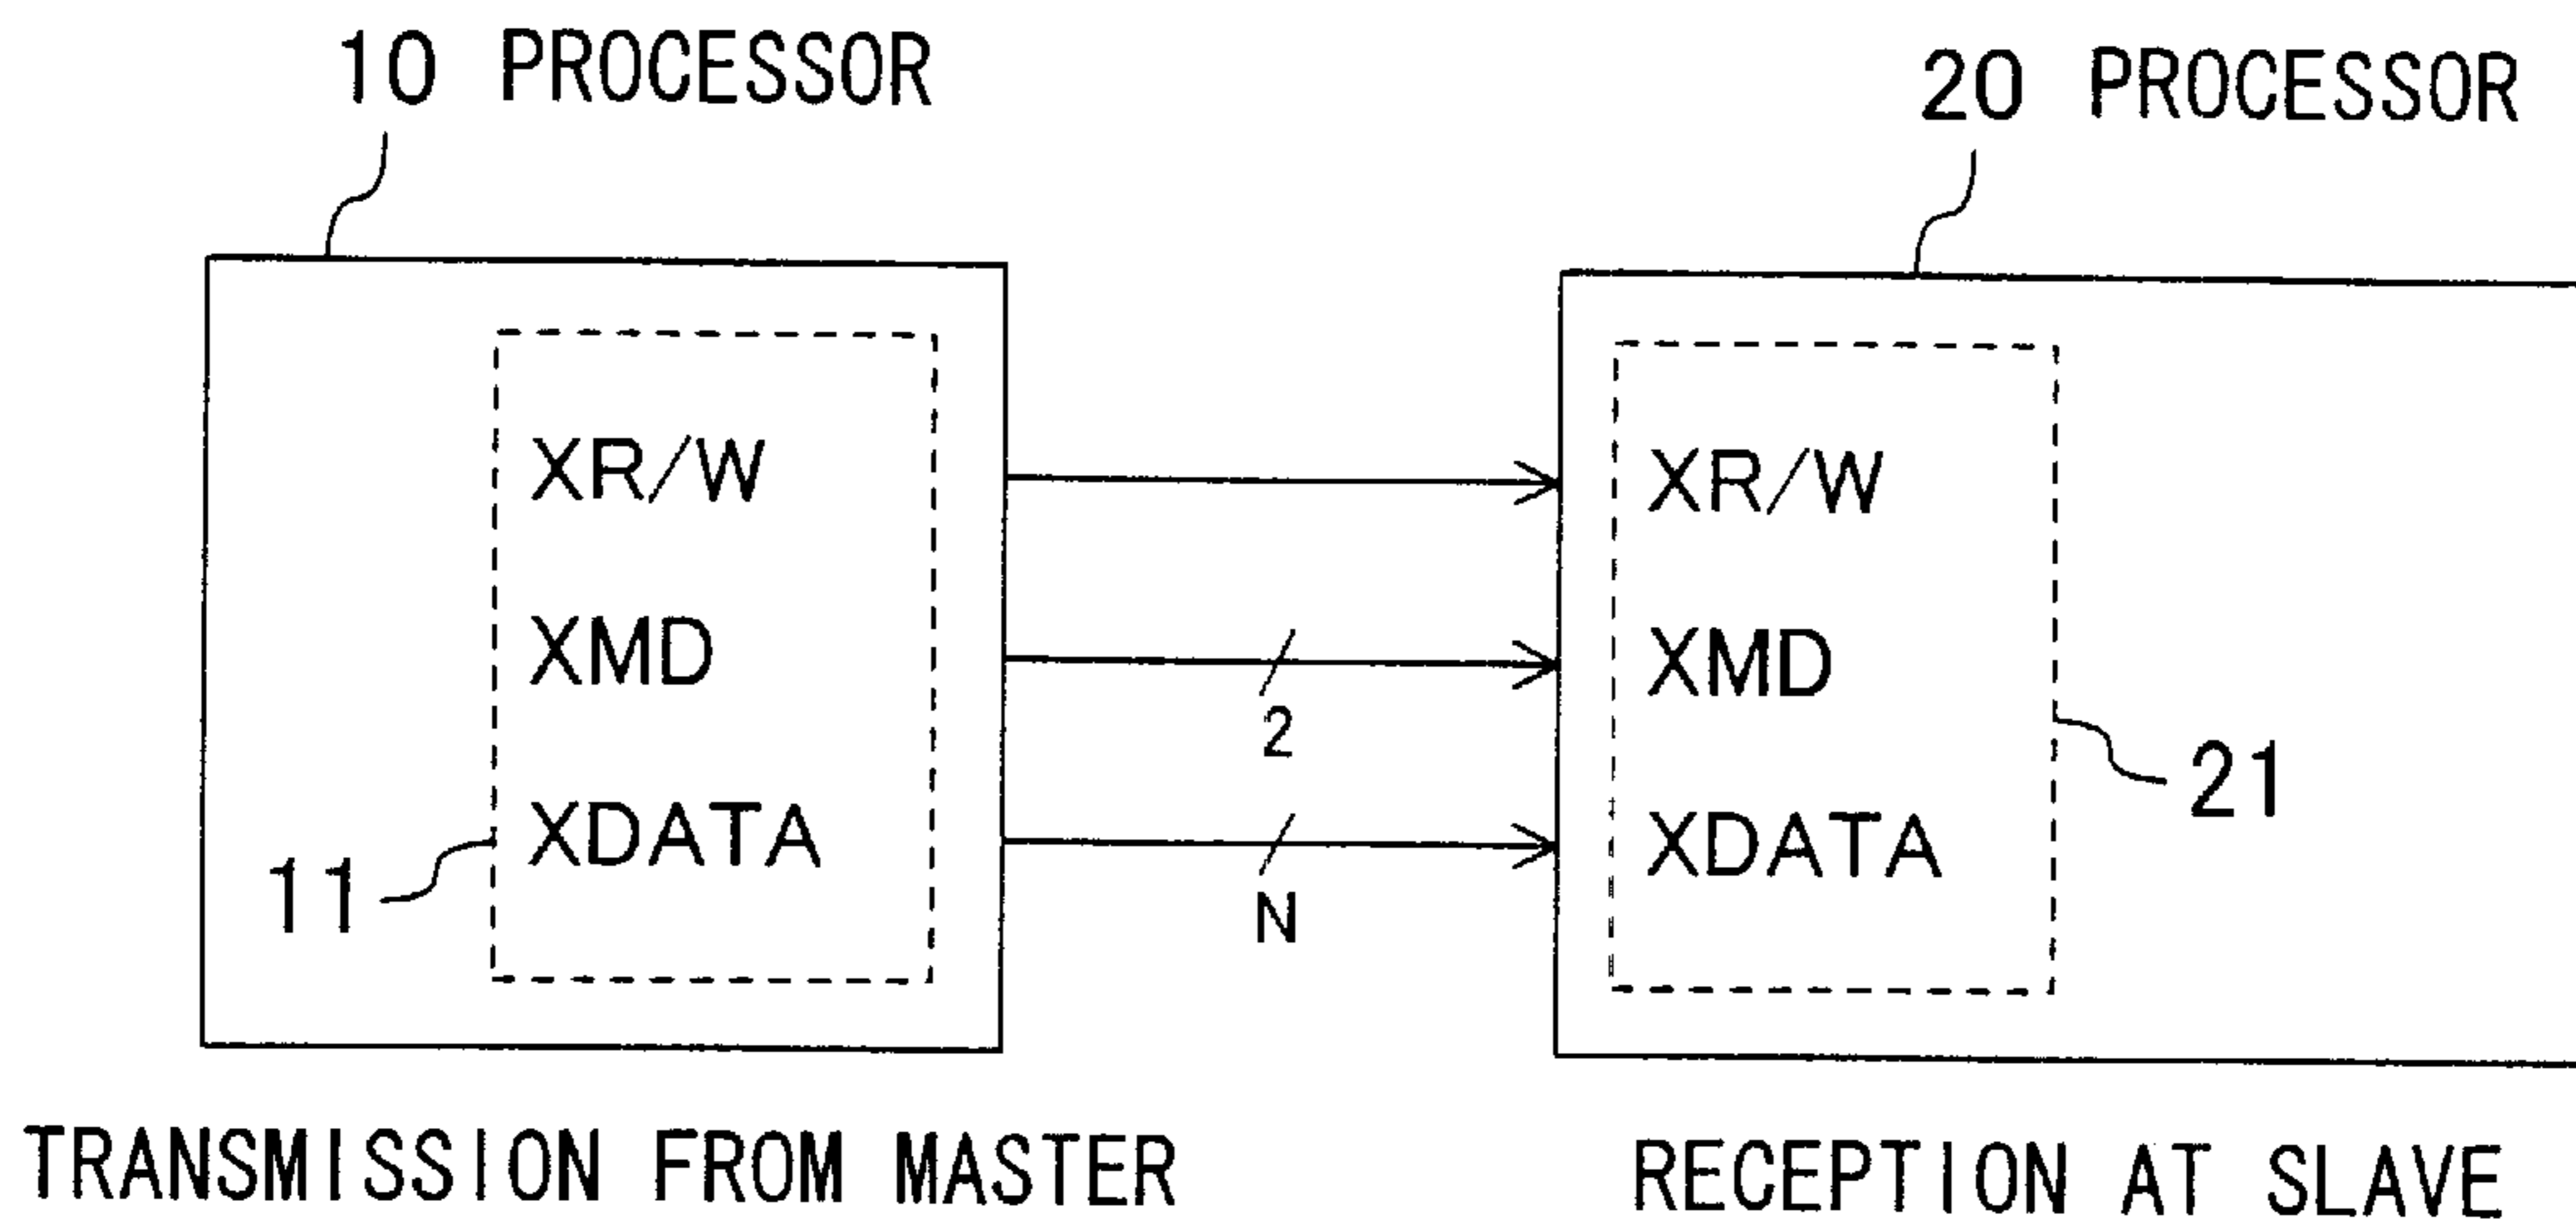 10 PROCESSOR
20 PROCESSOR
XR/W
XMD
XDATA
11
2
N
XR/W
XMD
XDATA
21
TRANSMISSION FROM MASTER
RECEPTION AT SLAVE